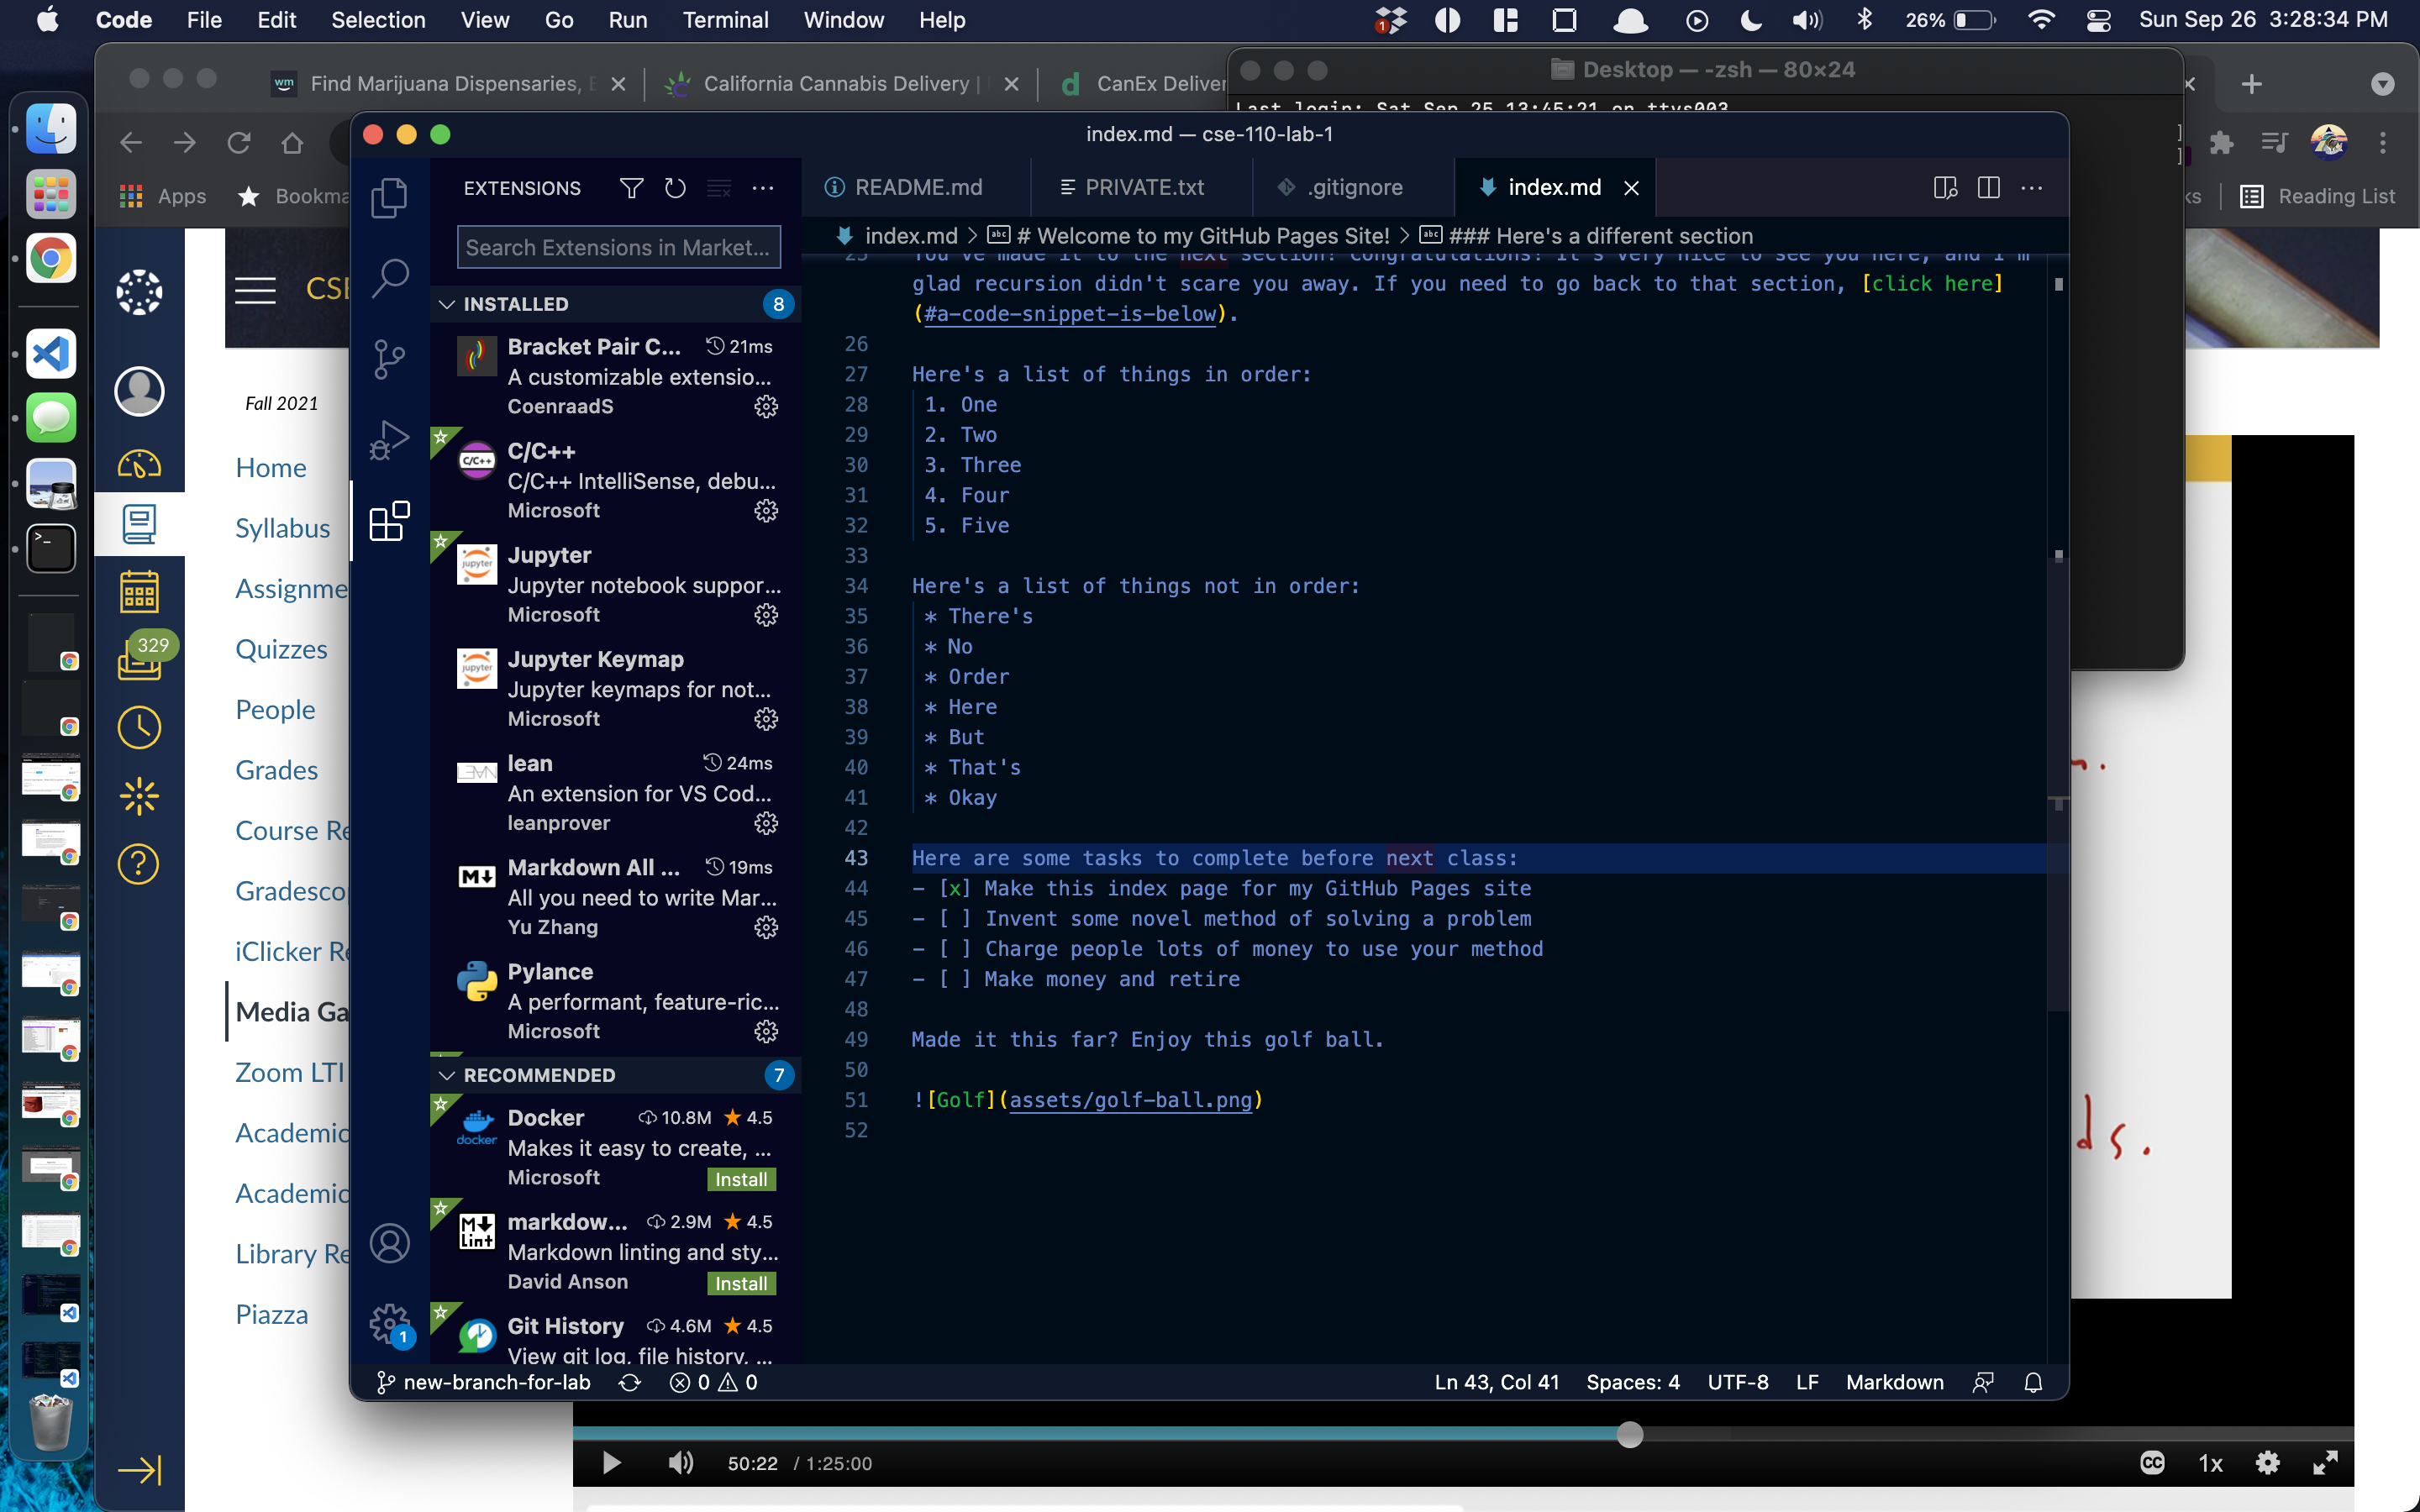 Code File Edit Selection View Go Run Terminal Window Help
1 26% Sun Sep 26 3:28:34 PM
Find Marijuana Dispensaries, California Cannabis Delivery | CanEx Deliver
Desktop — -zsh — 80×24
Last login: Sat Sep 25 13:45:21 on ttys003
index.md — cse-110-lab-1
Apps Bookma
Reading List
EXTENSIONS
README.md PRIVATE.txt .gitignore index.md
Search Extensions in Market...
index.md > # Welcome to my GitHub Pages Site! > ### Here's a different section
INSTALLED 8
Bracket Pair C... 21ms
A customizable extensio...
CoenraadS
C/C++
C/C++ IntelliSense, debu...
Microsoft
Jupyter
Jupyter notebook suppor...
Microsoft
Jupyter Keymap
Jupyter keymaps for not...
Microsoft
lean 24ms
An extension for VS Cod...
leanprover
Markdown All ... 19ms
All you need to write Mar...
Yu Zhang
Pylance
A performant, feature-ric...
Microsoft
RECOMMENDED 7
Docker 10.8M 4.5
Makes it easy to create, ...
Microsoft Install
markdow... 2.9M 4.5
Markdown linting and sty...
David Anson Install
Git History 4.6M 4.5
View git log, file history, ...
25 You've made it to the next section! Congratulations! It's very nice to see you here, and I'm
glad recursion didn't scare you away. If you need to go back to that section, [click here]
(#a-code-snippet-is-below).
26
27 Here's a list of things in order:
28 1. One
29 2. Two
30 3. Three
31 4. Four
32 5. Five
33
34 Here's a list of things not in order:
35 * There's
36 * No
37 * Order
38 * Here
39 * But
40 * That's
41 * Okay
42
43 Here are some tasks to complete before next class:
44 - [x] Make this index page for my GitHub Pages site
45 - [ ] Invent some novel method of solving a problem
46 - [ ] Charge people lots of money to use your method
47 - [ ] Make money and retire
48
49 Made it this far? Enjoy this golf ball.
50
51 ![Golf](assets/golf-ball.png)
52
1
new-branch-for-lab 0 0
Ln 43, Col 41 Spaces: 4 UTF-8 LF Markdown
CSE
Fall 2021
Home
Syllabus
Assignme
Quizzes
People
Grades
Course Re
Gradesco
iClicker Re
Media Ga
Zoom LTI
Academic
Academic
Library Re
Piazza
329
ds.
50:22 / 1:25:00
CC 1x